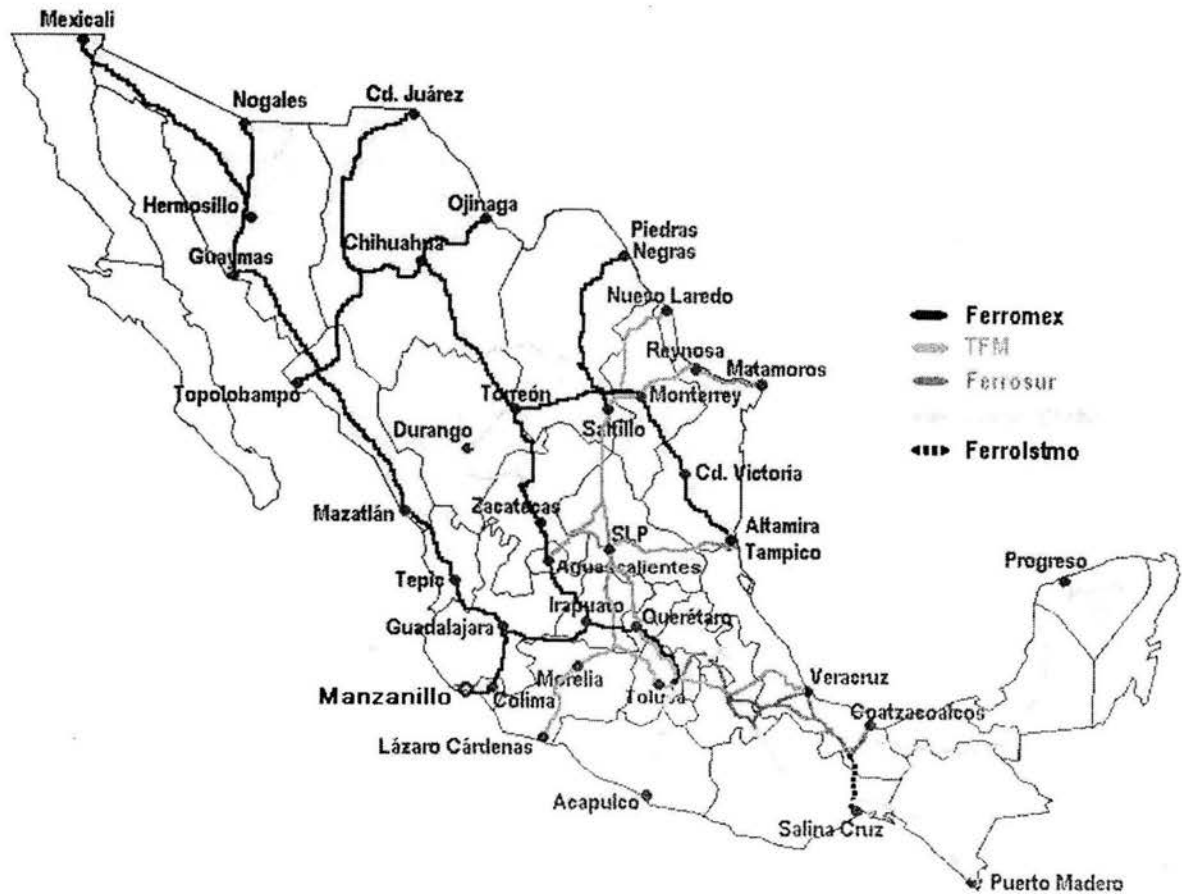 Mexicali
Nogales
Cd. Juárez
Hermosillo
Ojinaga
Guaymas
Chihuahua
Piedras
Negras
Nuevo Laredo
Reynosa
Matamoros
Topolobampo
Torreón
Monterrey
Saltillo
Durango
Cd. Victoria
Mazatlán
Zacatecas
SLP
Altamira
Tampico
Aguascalientes
Progreso
Tepic
Irapuato
Querétaro
Guadalajara
Morelia
Toluca
Veracruz
Manzanillo
Colima
Coatzacoalcos
Lázaro Cárdenas
Acapulco
Salina Cruz
Puerto Madero
Ferromex
TFM
Ferrosur
FerroIstmo